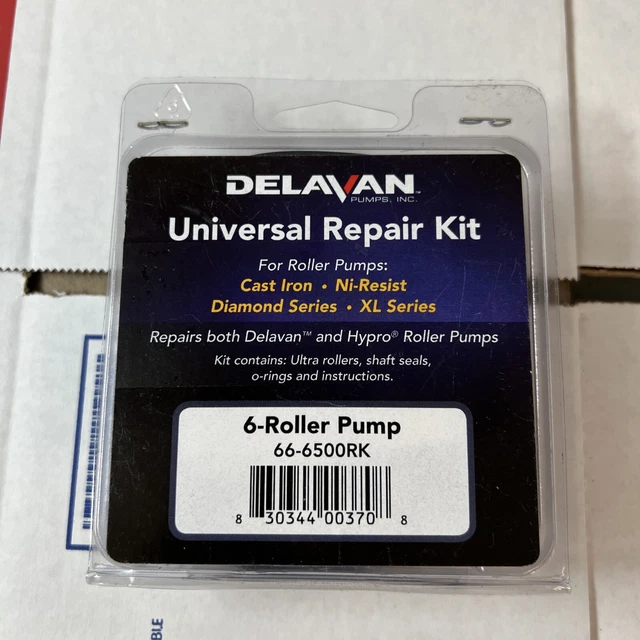 DELAVAN™
PUMPS, INC.
Universal Repair Kit
For Roller Pumps:
Cast Iron • Ni-Resist
Diamond Series • XL Series
Repairs both Delavan™ and Hypro® Roller Pumps
Kit contains: Ultra rollers, shaft seals,
o-rings and instructions.
6-Roller Pump
66-6500RK
8 30344 00370 8